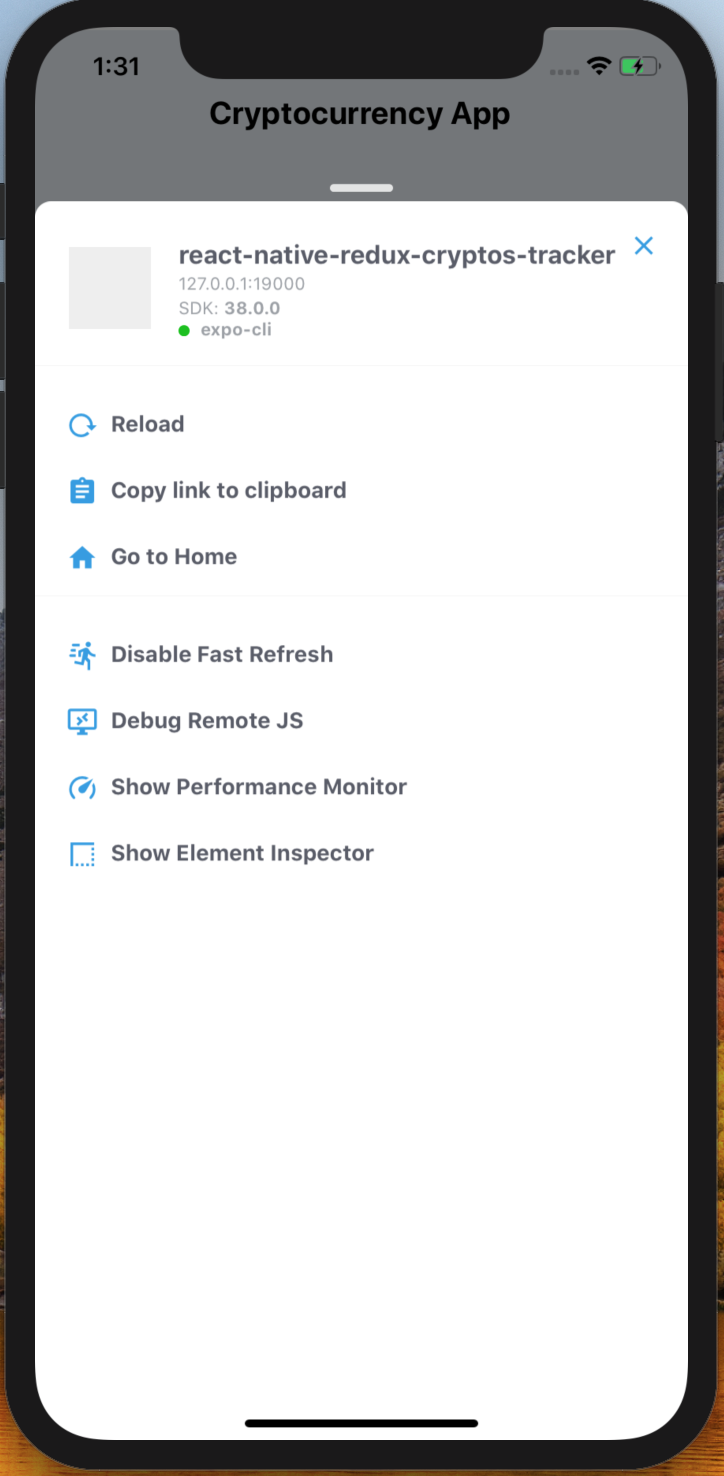 1:31
Cryptocurrency App
react-native-redux-cryptos-tracker
127.0.0.1:19000
SDK: 38.0.0
expo-cli
Reload
Copy link to clipboard
Go to Home
Disable Fast Refresh
Debug Remote JS
Show Performance Monitor
Show Element Inspector